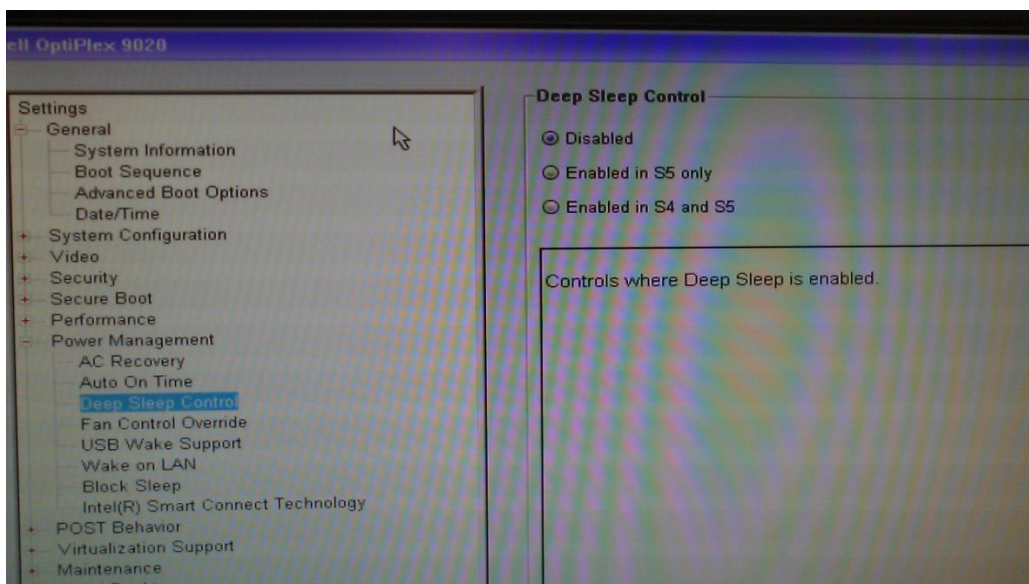 ell OptiPlex 9020
Settings
General
System Information
Boot Sequence
Advanced Boot Options
Date/Time
System Configuration
Video
Security
Secure Boot
Performance
Power Management
AC Recovery
Auto On Time
Deep Sleep Control
Fan Control Override
USB Wake Support
Wake on LAN
Block Sleep
Intel(R) Smart Connect Technology
POST Behavior
Virtualization Support
Maintenance
Deep Sleep Control
Disabled
Enabled in S5 only
Enabled in S4 and S5
Controls where Deep Sleep is enabled.